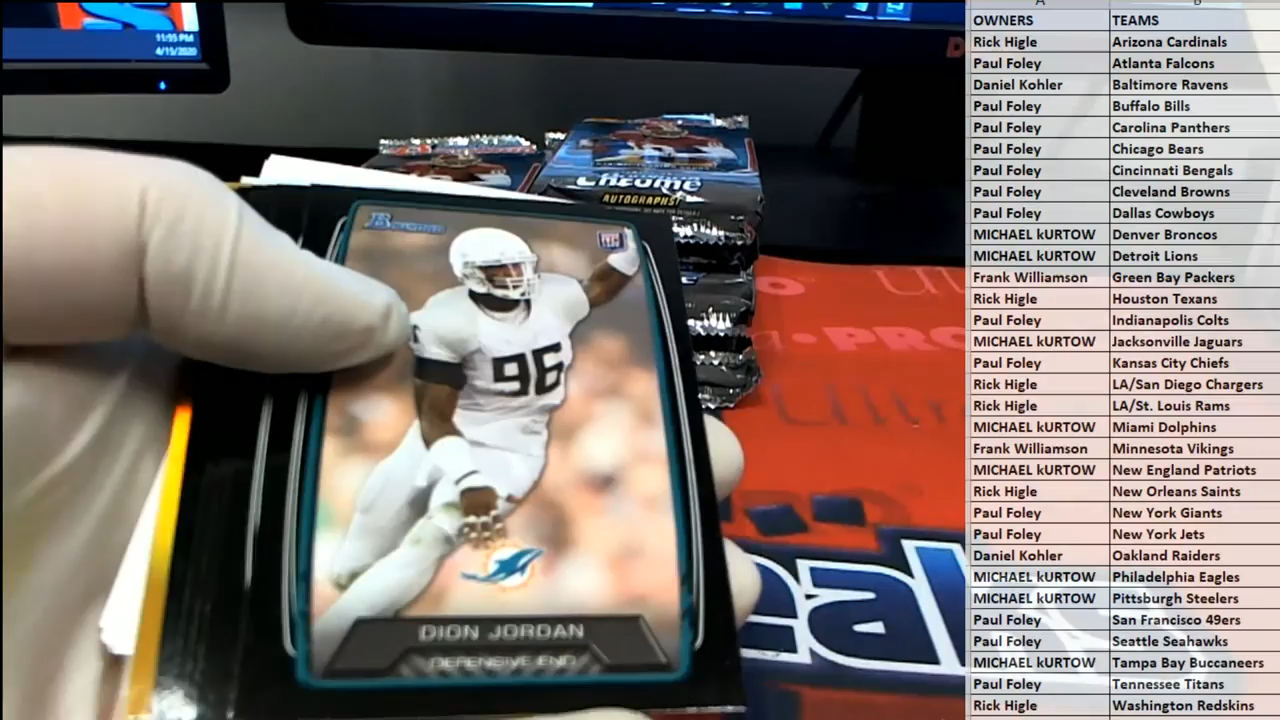 11:55 PM
4/15/2020
Chrome
AUTOGRAPHS!
Bowman
96
DION JORDAN
DEFENSIVE END
Ultra
PRO
Ultra
A B
OWNERS TEAMS
Rick Higle Arizona Cardinals
Paul Foley Atlanta Falcons
Daniel Kohler Baltimore Ravens
Paul Foley Buffalo Bills
Paul Foley Carolina Panthers
Paul Foley Chicago Bears
Paul Foley Cincinnati Bengals
Paul Foley Cleveland Browns
Paul Foley Dallas Cowboys
MICHAEL kURTOW Denver Broncos
MICHAEL kURTOW Detroit Lions
Frank Williamson Green Bay Packers
Rick Higle Houston Texans
Paul Foley Indianapolis Colts
MICHAEL kURTOW Jacksonville Jaguars
Paul Foley Kansas City Chiefs
Rick Higle LA/San Diego Chargers
Rick Higle LA/St. Louis Rams
MICHAEL kURTOW Miami Dolphins
Frank Williamson Minnesota Vikings
MICHAEL kURTOW New England Patriots
Rick Higle New Orleans Saints
Paul Foley New York Giants
Paul Foley New York Jets
Daniel Kohler Oakland Raiders
MICHAEL kURTOW Philadelphia Eagles
MICHAEL kURTOW Pittsburgh Steelers
Paul Foley San Francisco 49ers
Paul Foley Seattle Seahawks
MICHAEL kURTOW Tampa Bay Buccaneers
Paul Foley Tennessee Titans
Rick Higle Washington Redskins